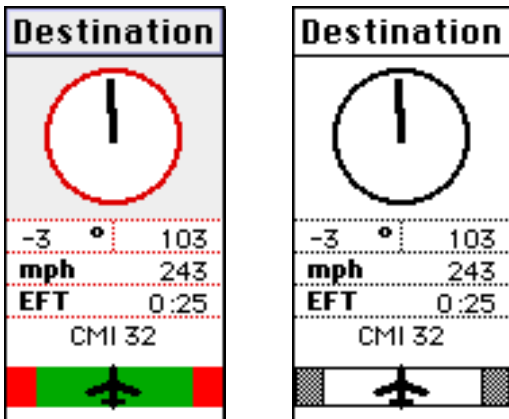 Destination
-3 º 103
mph 243
EFT 0:25
CMI 32
Destination
-3 º 103
mph 243
EFT 0:25
CMI 32